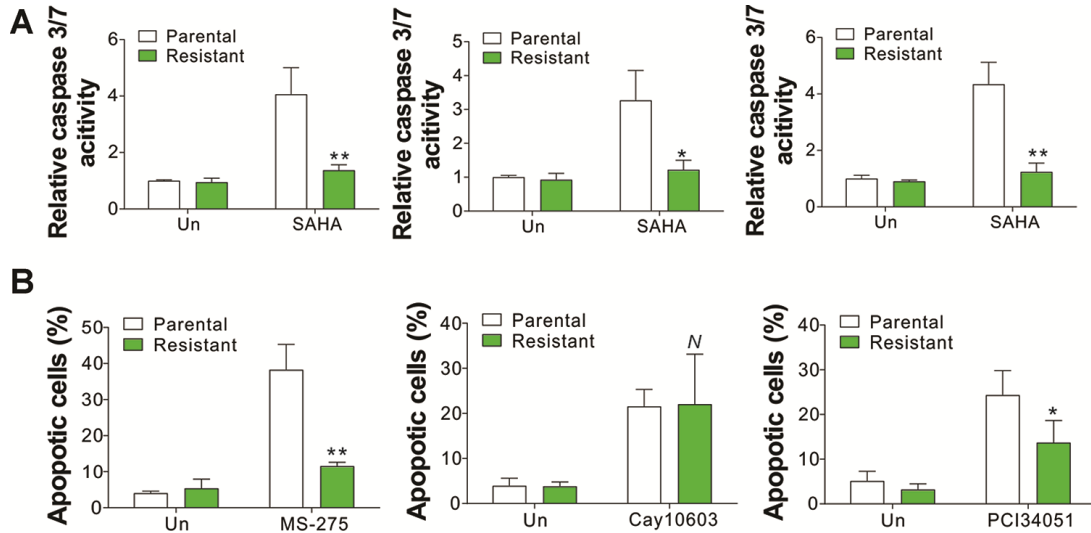 A
Relative caspase 3/7
acitivity
6
4
2
0
Parental
Resistant
**
Un
SAHA
Relative caspase 3/7
acitivity
5
4
3
2
1
0
Parental
Resistant
*
Un
SAHA
Relative caspase 3/7
acitivity
6
4
2
0
Parental
Resistant
**
Un
SAHA
B
Apopotic cells (%)
50
40
30
20
10
0
Parental
Resistant
**
Un
MS-275
Apopotic cells (%)
40
30
20
10
0
Parental
Resistant
N
Un
Cay10603
Apopotic cells (%)
40
30
20
10
0
Parental
Resistant
*
Un
PCI34051